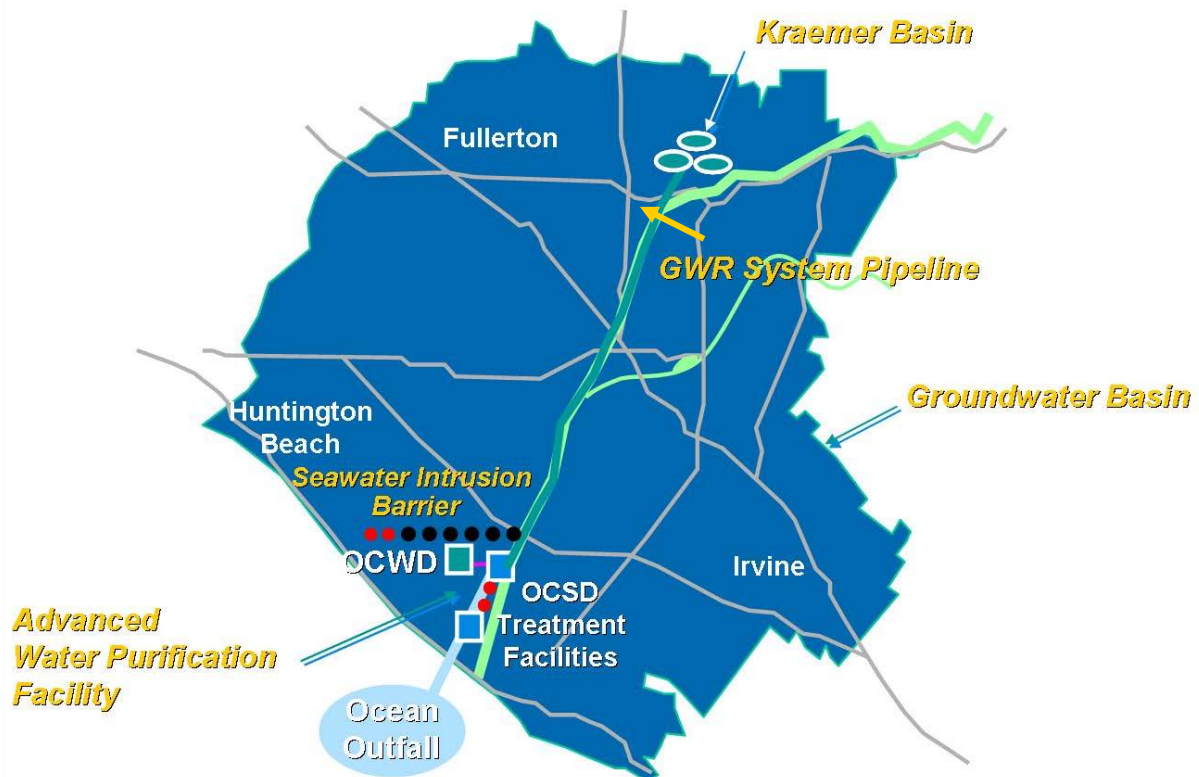 Kraemer Basin
Fullerton
GWR System Pipeline
Groundwater Basin
Huntington
Beach
Seawater Intrusion
Barrier
OCWD
Irvine
OCSD
Treatment
Facilities
Advanced
Water Purification
Facility
Ocean
Outfall